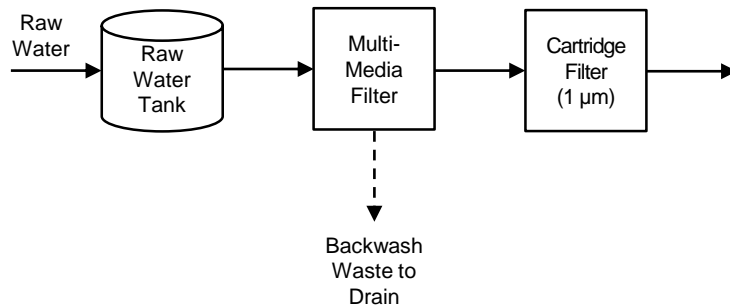 Raw
Water
Raw
Water
Tank
Multi-
Media
Filter
Cartridge
Filter
(1 µm)
Backwash
Waste to
Drain